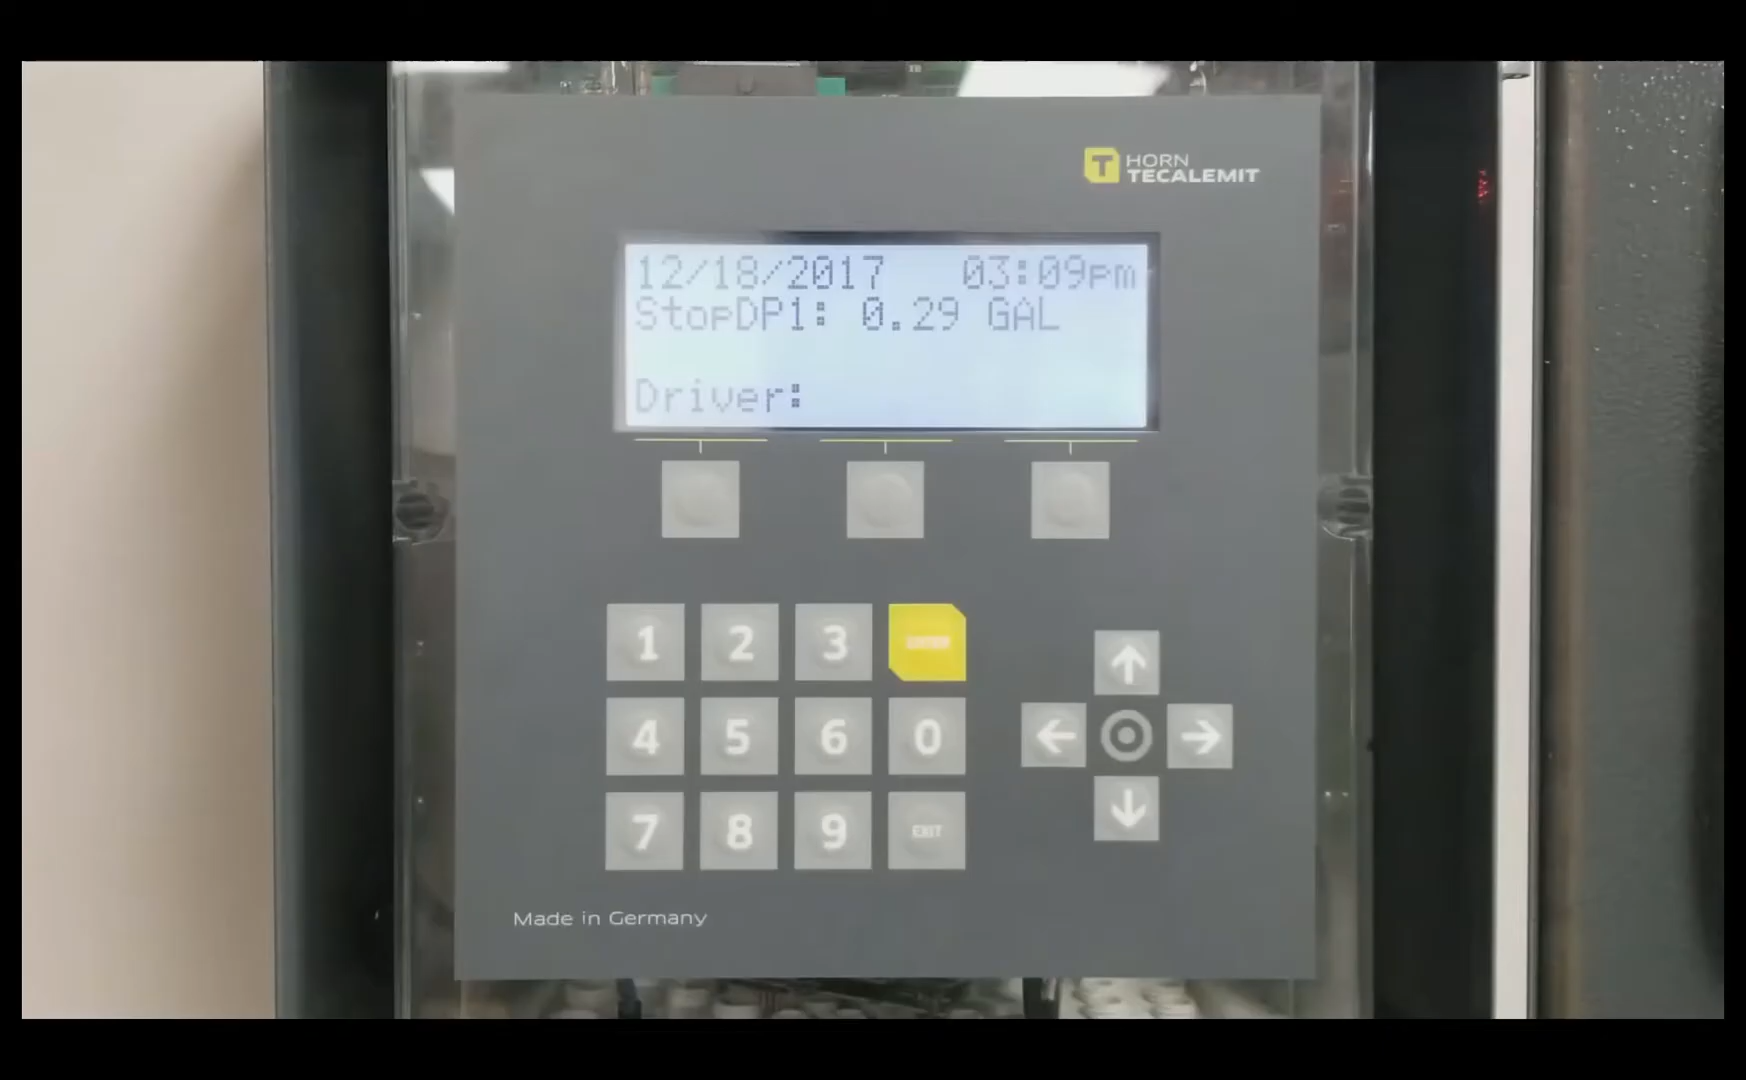 HORN
TECALEMIT
12/18/2017 03:09pm
StopDP1: 0.29 GAL
Driver:
1 2 3 ENTER
4 5 6 0
7 8 9 EXIT
Made in Germany